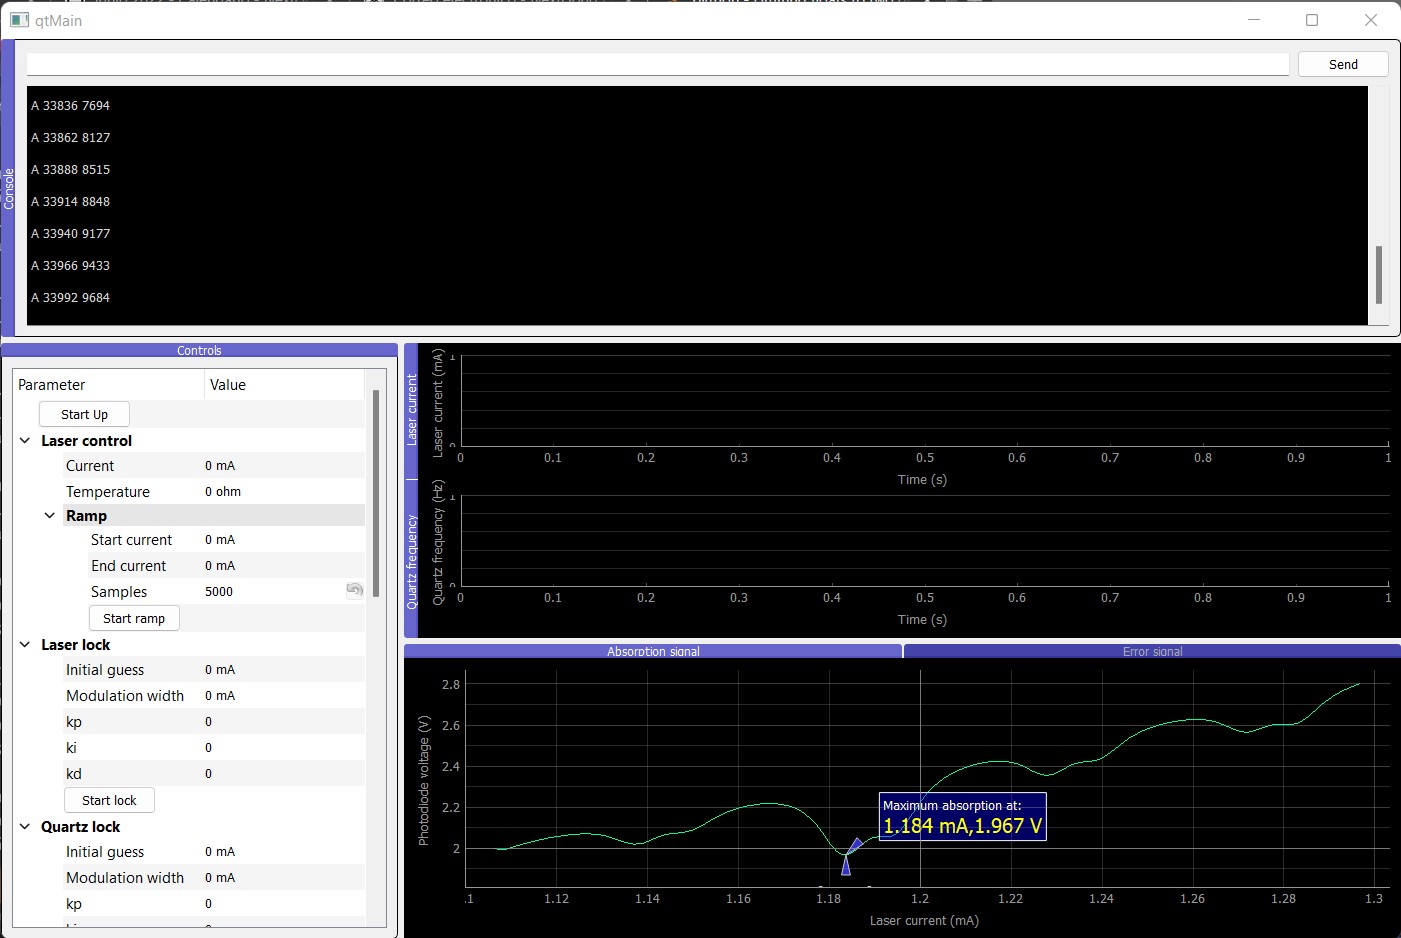 qtMain
Send
Console
A 33836 7694
A 33862 8127
A 33888 8515
A 33914 8848
A 33940 9177
A 33966 9433
A 33992 9684
Controls
Parameter Value
Start Up
Laser control
Current 0 mA
Temperature 0 ohm
Ramp
Start current 0 mA
End current 0 mA
Samples 5000
Start ramp
Laser lock
Initial guess 0 mA
Modulation width 0 mA
kp 0
ki 0
kd 0
Start lock
Quartz lock
Initial guess 0 mA
Modulation width 0 mA
kp 0
Laser current
Laser current (mA)
1
0 0.1 0.2 0.3 0.4 0.5 0.6 0.7 0.8 0.9 1
Time (s)
Quartz frequency
Quartz frequency (Hz)
1
0 0.1 0.2 0.3 0.4 0.5 0.6 0.7 0.8 0.9 1
Time (s)
Absorption signal Error signal
Photodiode voltage (V)
2.8
2.6
2.4
2.2
2
Maximum absorption at:
1.184 mA,1.967 V
.1 1.12 1.14 1.16 1.18 1.2 1.22 1.24 1.26 1.28 1.3
Laser current (mA)